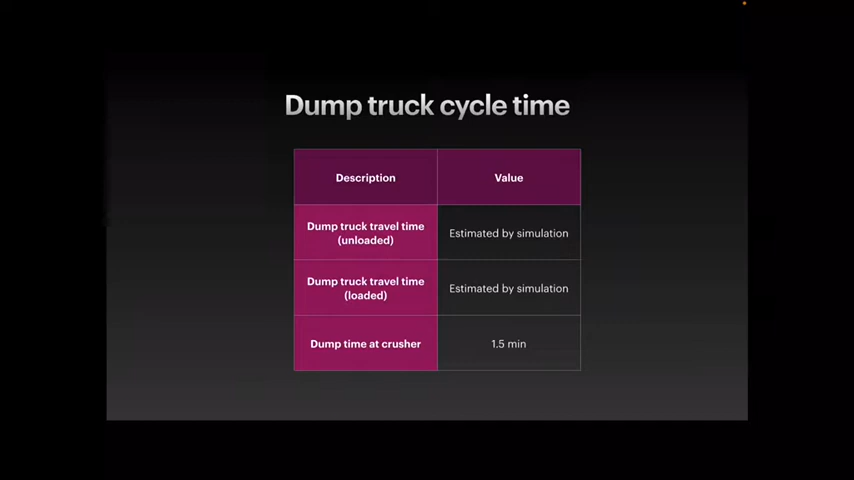 Dump truck cycle time
Description
Value
Dump truck travel time
(unloaded)
Estimated by simulation
Dump truck travel time
(loaded)
Estimated by simulation
Dump time at crusher
1.5 min